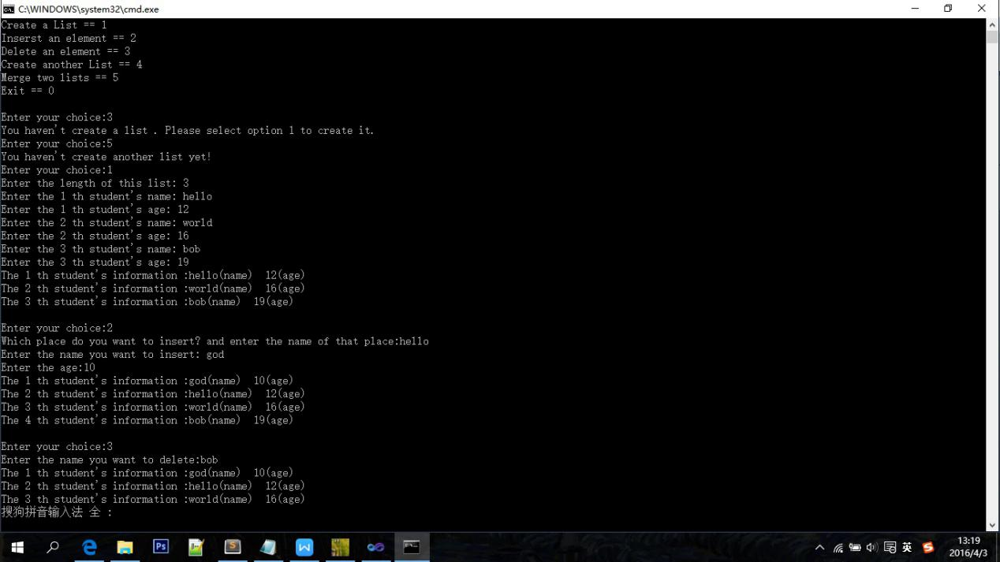 C:\WINDOWS\system32\cmd.exe
Create a List == 1
Inserst an element == 2
Delete an element == 3
Create another List == 4
Merge two lists == 5
Exit == 0
Enter your choice:3
You haven't create a list . Please select option 1 to create it.
Enter your choice:5
You haven't create another list yet!
Enter your choice:1
Enter the length of this list: 3
Enter the 1 th student's name: hello
Enter the 1 th student's age: 12
Enter the 2 th student's name: world
Enter the 2 th student's age: 16
Enter the 3 th student's name: bob
Enter the 3 th student's age: 19
The 1 th student's information :hello(name)  12(age)
The 2 th student's information :world(name)  16(age)
The 3 th student's information :bob(name)  19(age)
Enter your choice:2
Which place do you want to insert? and enter the name of that place:hello
Enter the name you want to insert: god
Enter the age:10
The 1 th student's information :god(name)  10(age)
The 2 th student's information :hello(name)  12(age)
The 3 th student's information :world(name)  16(age)
The 4 th student's information :bob(name)  19(age)
Enter your choice:3
Enter the name you want to delete:bob
The 1 th student's information :god(name)  10(age)
The 2 th student's information :hello(name)  12(age)
The 3 th student's information :world(name)  16(age)
搜狗拼音输入法 全 :
Ps
S
W
英
S
13:19
2016/4/3